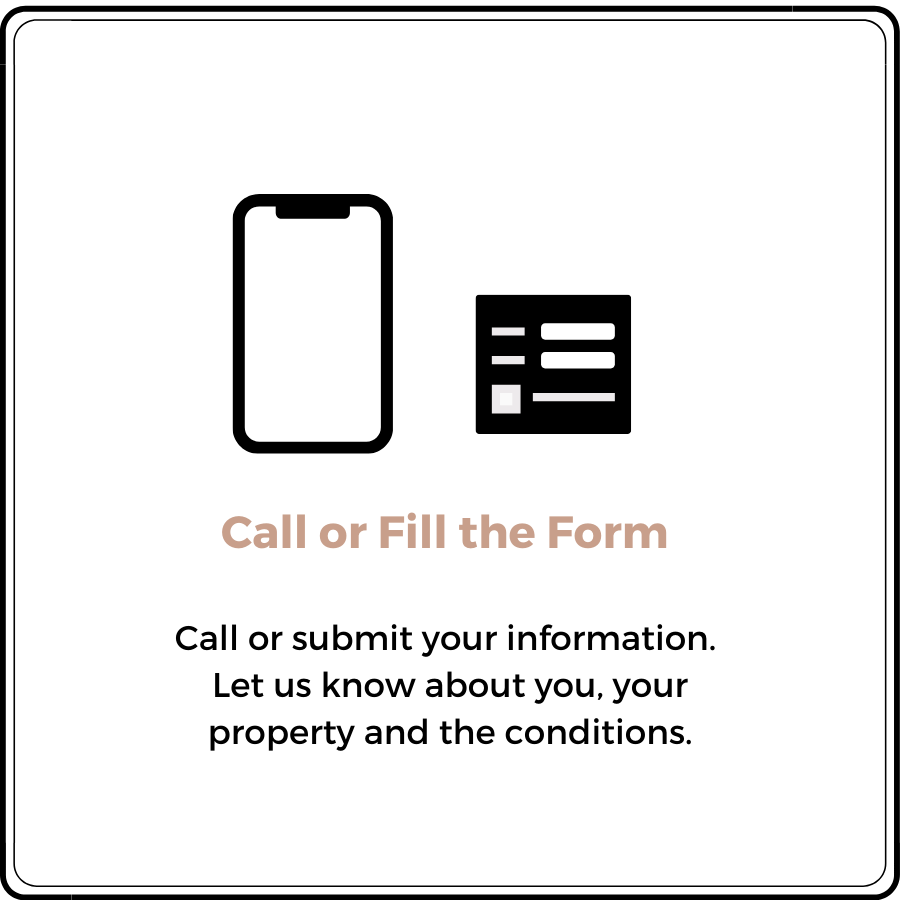 Call or Fill the Form
Call or submit your information.
Let us know about you, your
property and the conditions.